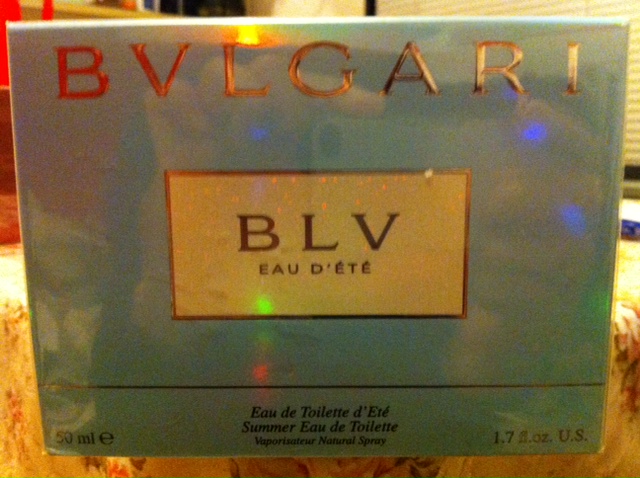 BVLGARI
BLV
EAU D'ÉTÉ
Eau de Toilette d'Eté
Summer Eau de Toilette
Vaporisateur Natural Spray
50 ml ℮
1.7 fl.oz. U.S.